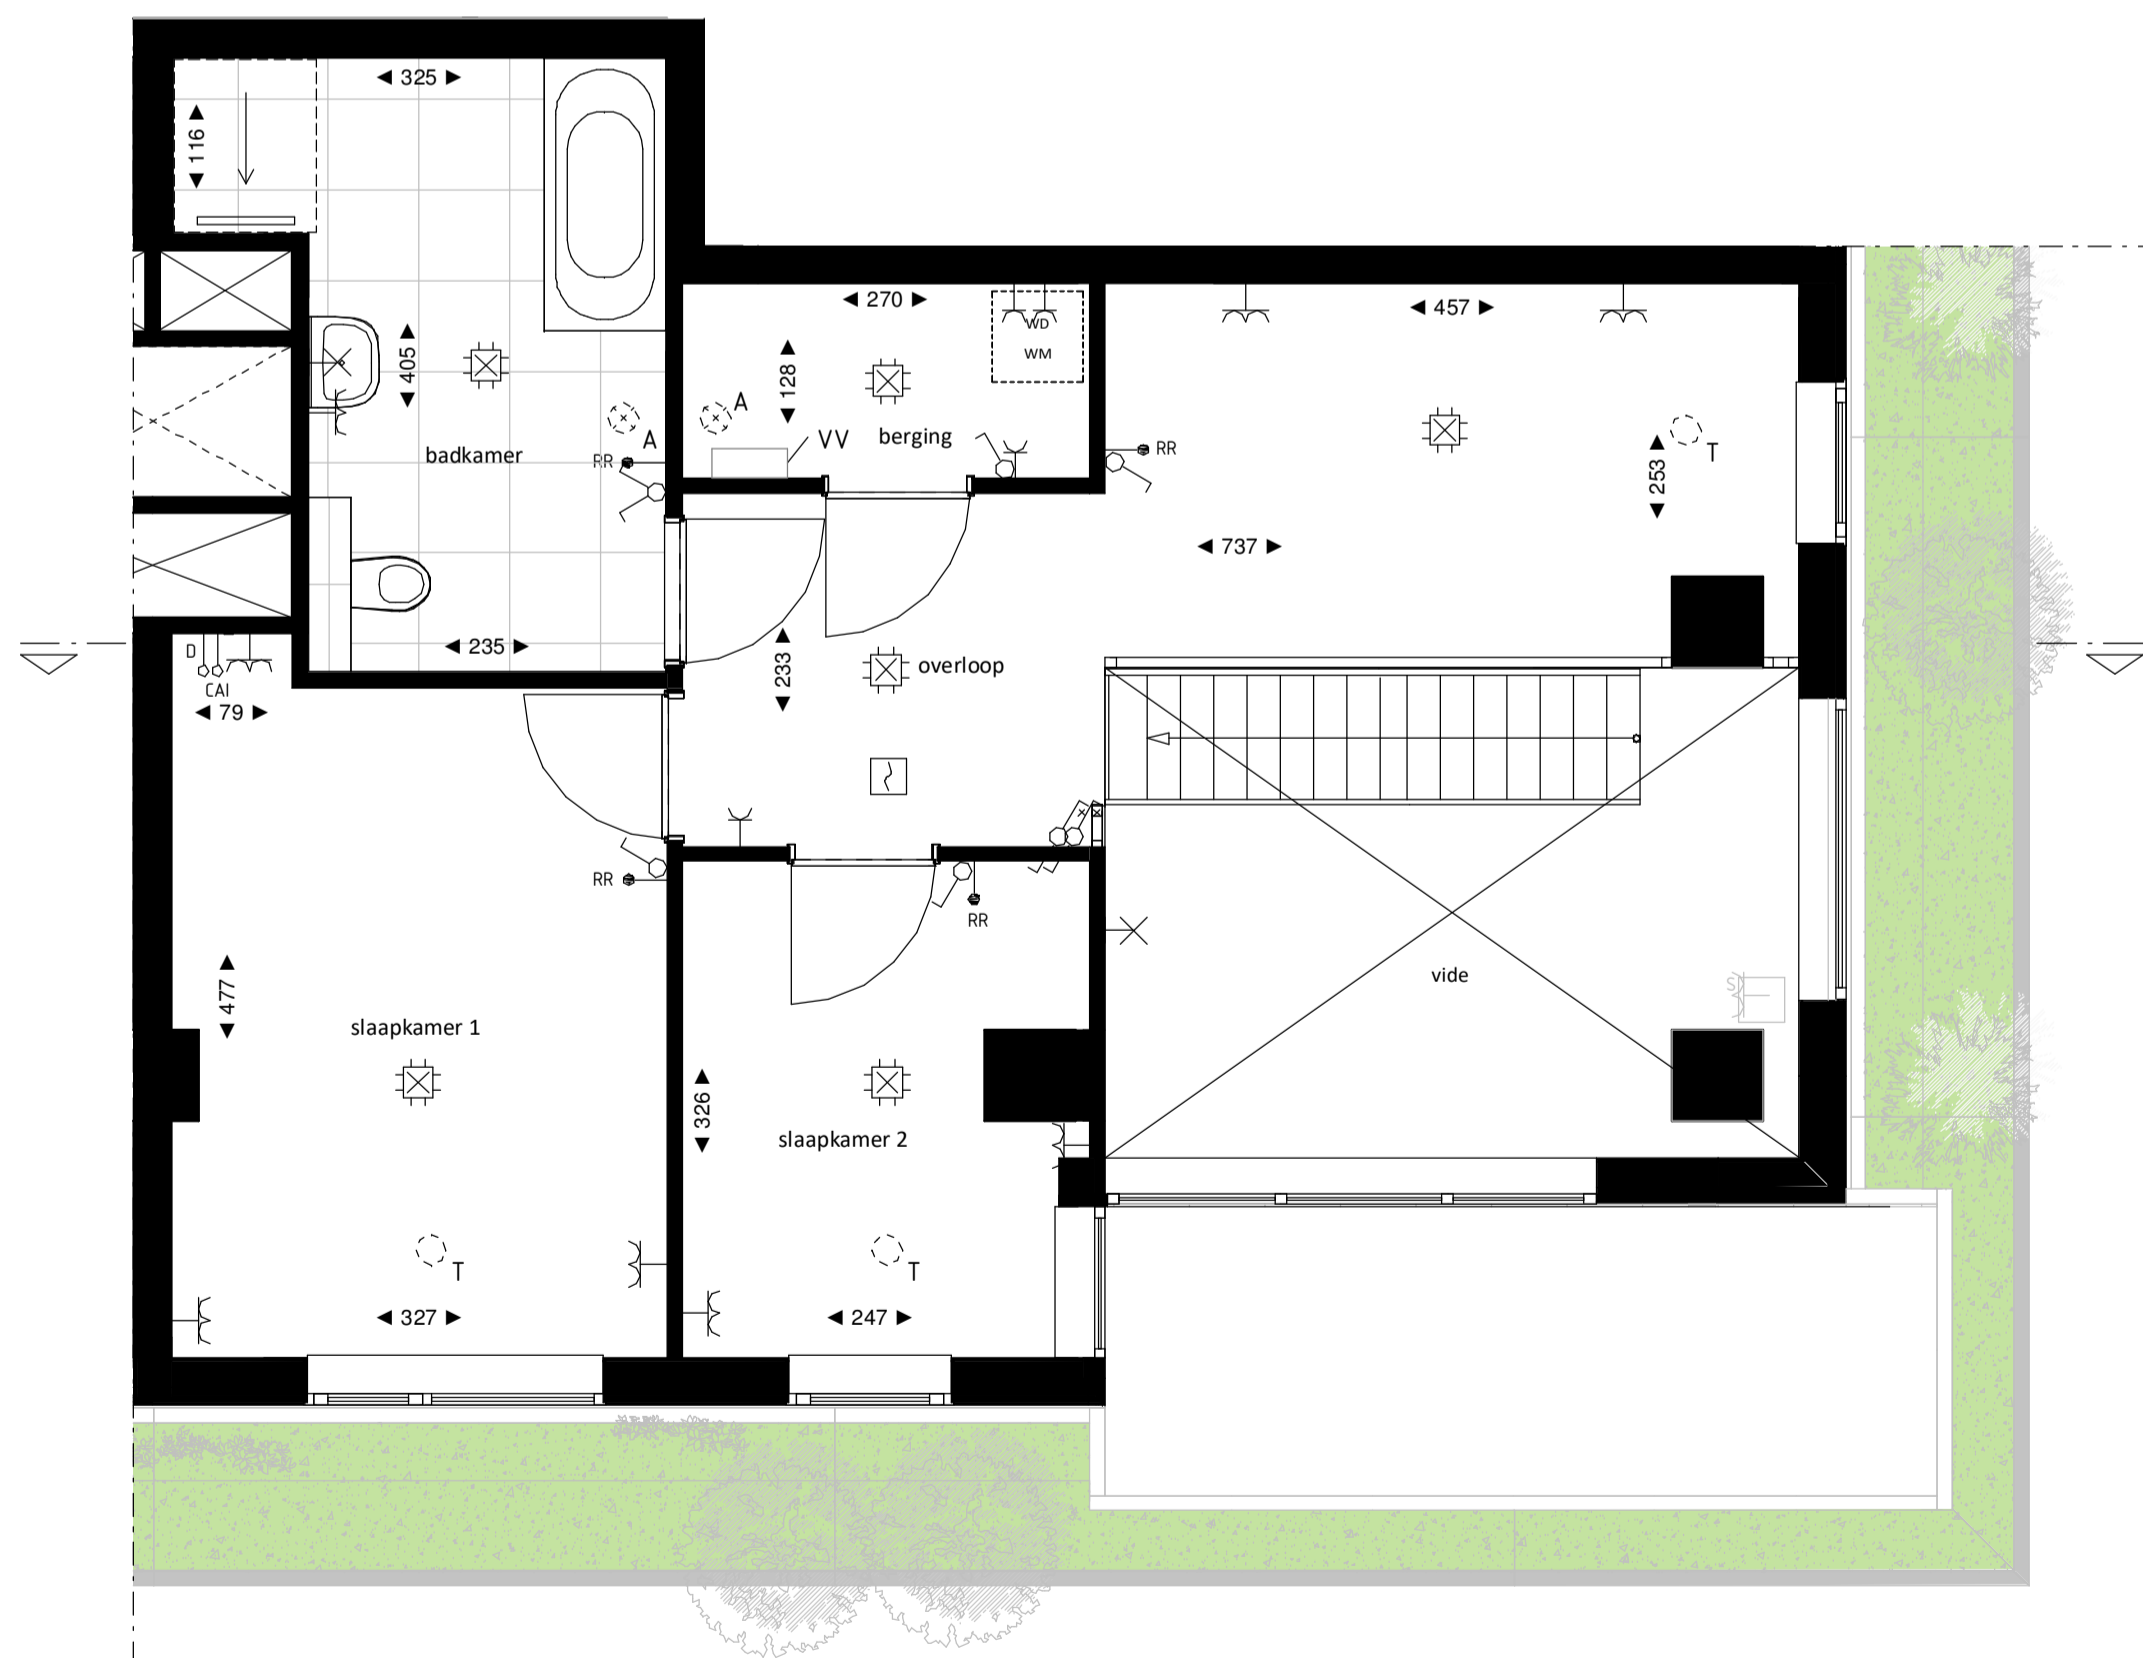 ◄ 325 ►
◄ 116 ►
◄ 270 ►
◄ 457 ►
WD
WM
◄ 405 ►
◄ 128 ►
A
A
VV
berging
badkamer
RR
RR
T
◄ 253 ►
◄ 737 ►
◄ 235 ►
D
CAI
◄ 79 ►
◄ 233 ►
overloop
RR
RR
◄ 477 ►
slaapkamer 1
vide
S
◄ 326 ►
slaapkamer 2
T
T
◄ 327 ►
◄ 247 ►